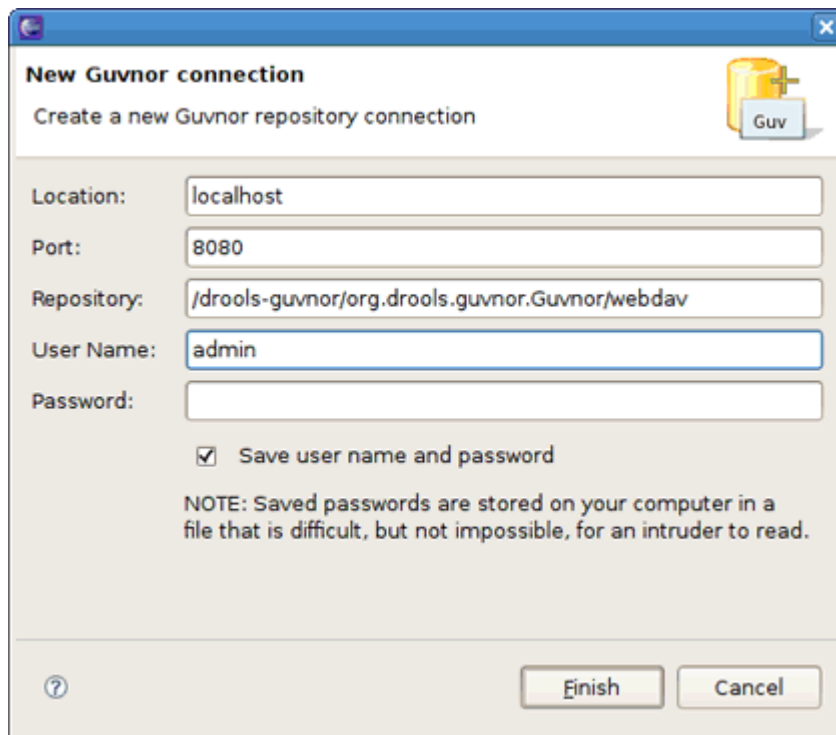 New Guvnor connection
Create a new Guvnor repository connection
Guv
Location: localhost
Port: 8080
Repository: /drools-guvnor/org.drools.guvnor.Guvnor/webdav
User Name: admin
Password:
Save user name and password
NOTE: Saved passwords are stored on your computer in a
file that is difficult, but not impossible, for an intruder to read.
Finish Cancel